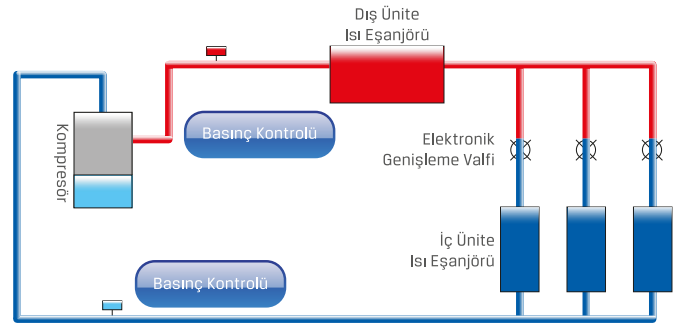 Dış Ünite
Isı Eşanjörü
Kompresör
Basınç Kontrolü
Elektronik
Genişleme Valfi
İç Ünite
Isı Eşanjörü
Basınç Kontrolü